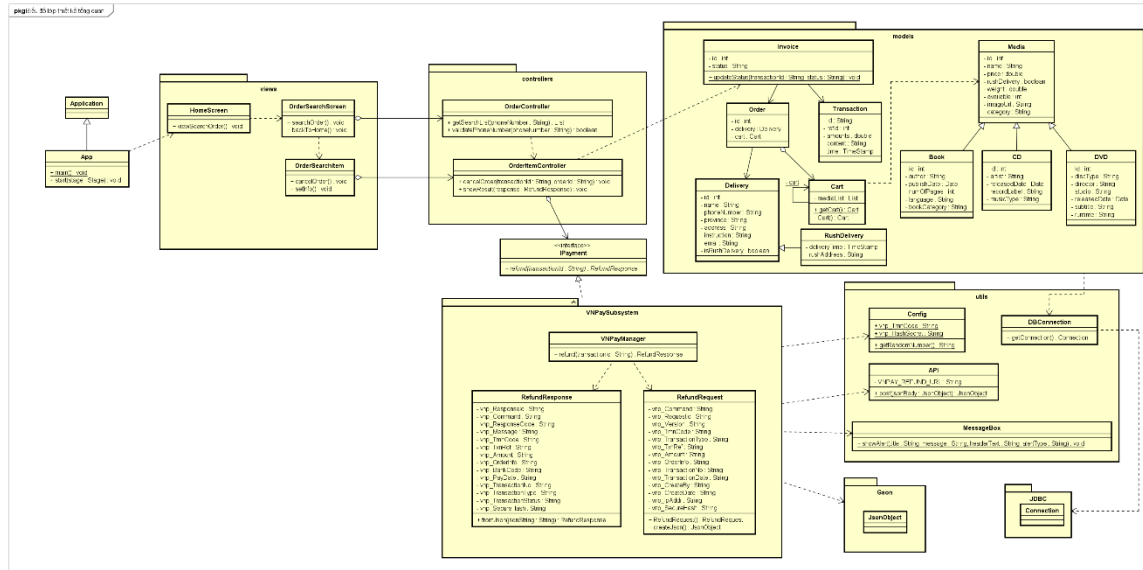 pkg
views
controllers
models
Application
App
+ main() : void
+ start(stage : Stage) : void
HomeScreen
OrderSearchScreen
+ searchOrder() : void
+ backToHome() : void
OrderSearchItem
+ cancelOrder() : void
OrderController
+ getSearchList(phoneNumber : String) : List
+ validatePhoneNumber(phoneNumber : String) : boolean
OrderItemController
+ cancelOrder(transactionId : String, orderId : String) : void
+ showResult(response : RefundResponse) : void
<<interface>>
IPayment
+ refund(transactionId : String) : RefundResponse
Invoice
- id : int
- status : String
+ updateStatus(transactionId : String, status : String) : void
Order
- id : int
- delivery : Delivery
- cart : Cart
Transaction
- id : String
- amounts : double
- content : String
- time : TimeStamp
Media
- id : int
- name : String
- price : double
- rushDelivery : boolean
- weight : double
- available : int
- imageUrl : String
- category : String
Book
- id : int
- author : String
- publishDate : Date
- numOfPages : int
- language : String
- bookCategory : String
CD
- id : int
- artist : String
- releasedDate : Date
- recordLabel : String
- musicType : String
DVD
- id : int
- discType : String
- director : String
- studio : String
- releasedDate : Date
- subtitle : String
- runtime : String
Delivery
- id : int
- name : String
- phoneNumber : String
- province : String
- address : String
- instruction : String
- email : String
- isRushDelivery : boolean
- cart
Cart
- mediaList : List
+ getCart() : Cart
- Cart() : Cart
RushDelivery
- deliveryTime : TimeStamp
- rushAddress : String
VNPaySubsystem
VNPayManager
+ refund(transactionId : String) : RefundResponse
RefundResponse
- vnp_ResponseId : String
- vnp_Command : String
- vnp_ResponseCode : String
- vnp_Message : String
- vnp_TmnCode : String
- vnp_TxnRef : String
- vnp_Amount : String
- vnp_OrderInfo : String
- vnp_BankCode : String
- vnp_PayDate : String
- vnp_TransactionNo : String
- vnp_TransactionType : String
- vnp_TransactionStatus : String
- vnp_SecureHash : String
+ fromJson(jsonString : String) : RefundResponse
RefundRequest
- vnp_Command : String
- vnp_RequestId : String
- vnp_Version : String
- vnp_TmnCode : String
- vnp_TransactionType : String
- vnp_TxnRef : String
- vnp_Amount : String
- vnp_OrderInfo : String
- vnp_TransactionNo : String
- vnp_TransactionDate : String
- vnp_CreateBy : String
- vnp_CreateDate : String
- vnp_IpAddr : String
- vnp_SecureHash : String
+ RefundRequest() : RefundRequest
+ createJson() : JsonObject
utils
Config
+ vnp_TmnCode : String
+ vnp_HashSecret : String
+ getRandomNumber() : String
DBConnection
+ getConnection() : Connection
API
- VNPAY_REFUND_URL : String
+ post(jsonBody : JsonObject) : JsonObject
MessageBox
+ showAlert(title : String, message : String, headerText : String, alertType : String) : void
Gson
JsonObject
JDBC
Connection